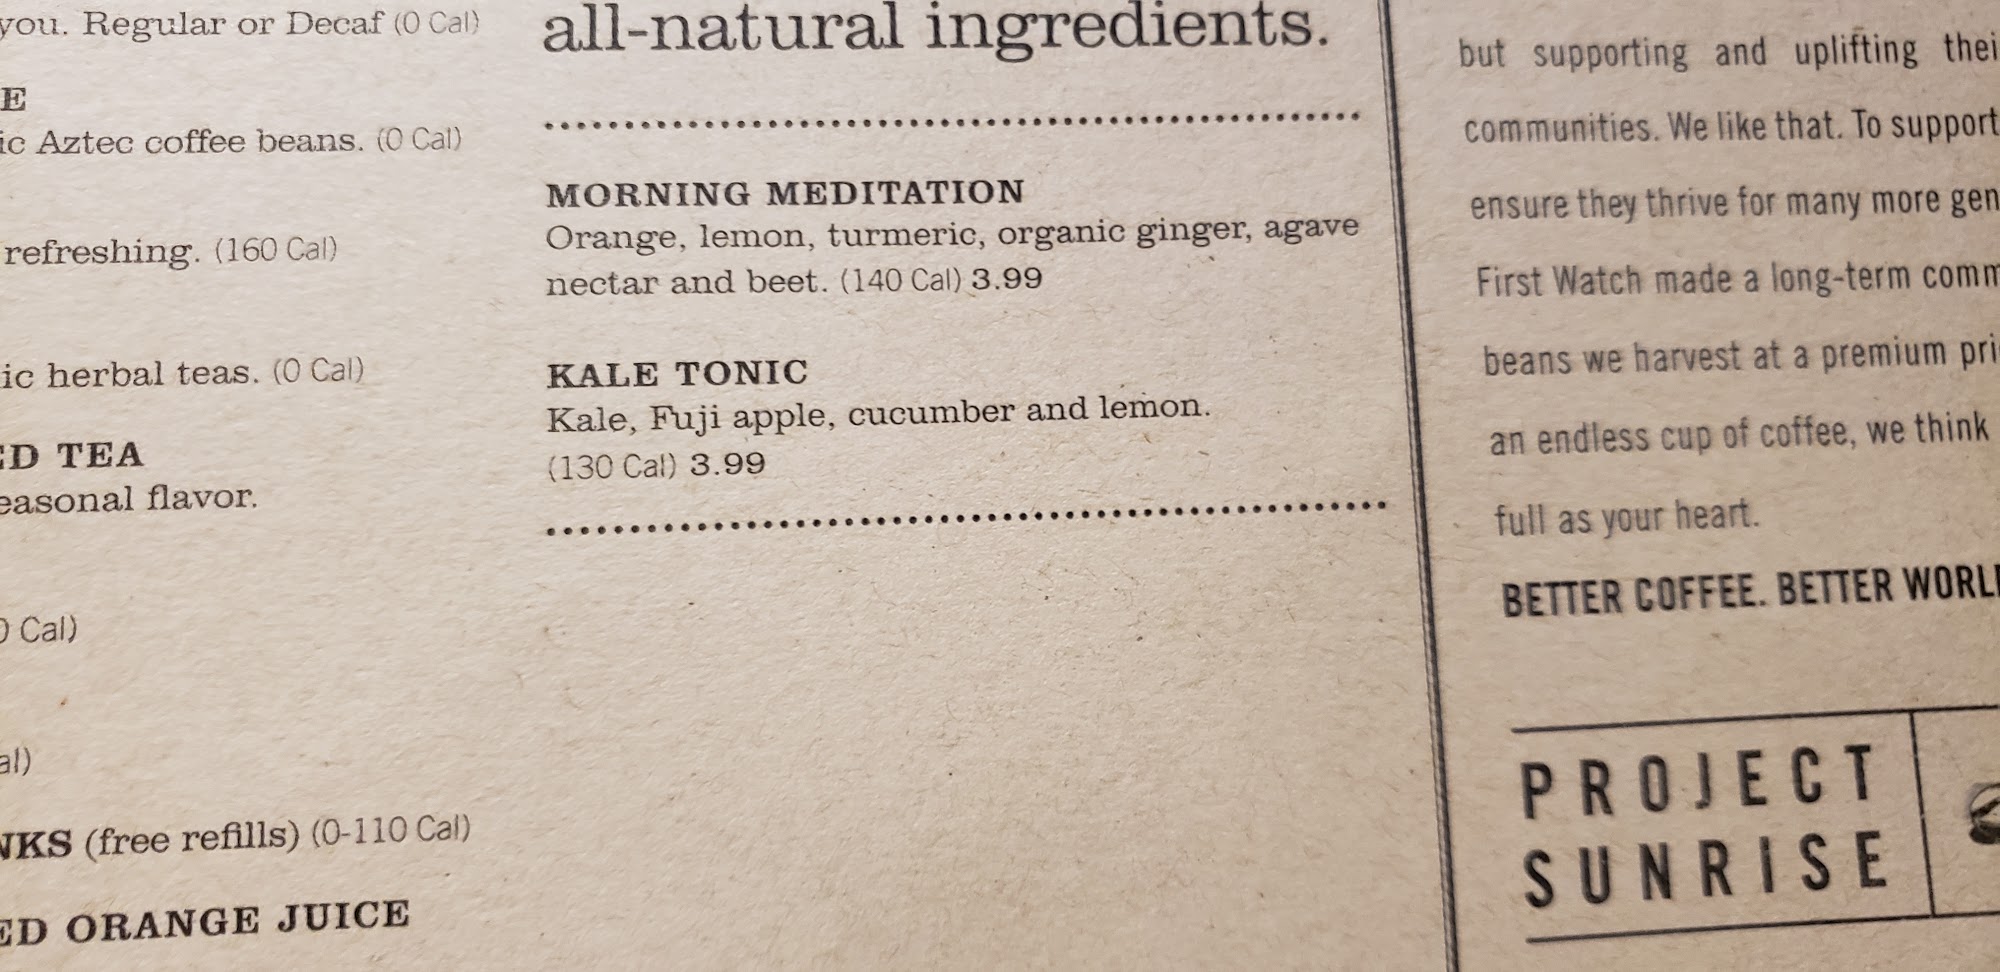 you. Regular or Decaf (0 Cal)
E
ic Aztec coffee beans. (0 Cal)
refreshing. (160 Cal)
ic herbal teas. (0 Cal)
ED TEA
easonal flavor.
0 Cal)
al)
NKS (free refills) (0-110 Cal)
ED ORANGE JUICE
all-natural ingredients.
MORNING MEDITATION
Orange, lemon, turmeric, organic ginger, agave
nectar and beet. (140 Cal) 3.99
KALE TONIC
Kale, Fuji apple, cucumber and lemon.
(130 Cal) 3.99
but supporting and uplifting thei
communities. We like that. To support
ensure they thrive for many more gen
First Watch made a long-term comm
beans we harvest at a premium pri
an endless cup of coffee, we think
full as your heart.
BETTER COFFEE. BETTER WORL
PROJECT
SUNRISE